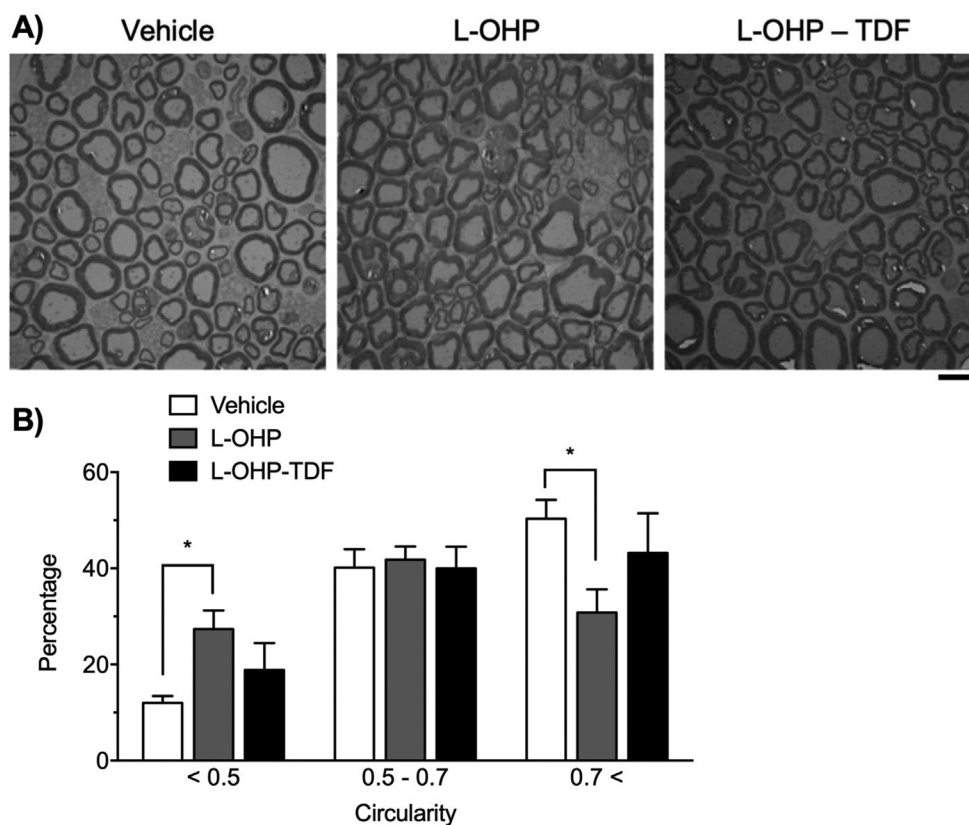 A)
Vehicle L-OHP L-OHP – TDF
B)
Vehicle
L-OHP
L-OHP-TDF
*
*
60
40
20
0
Percentage
< 0.5 0.5 - 0.7 0.7 <
Circularity